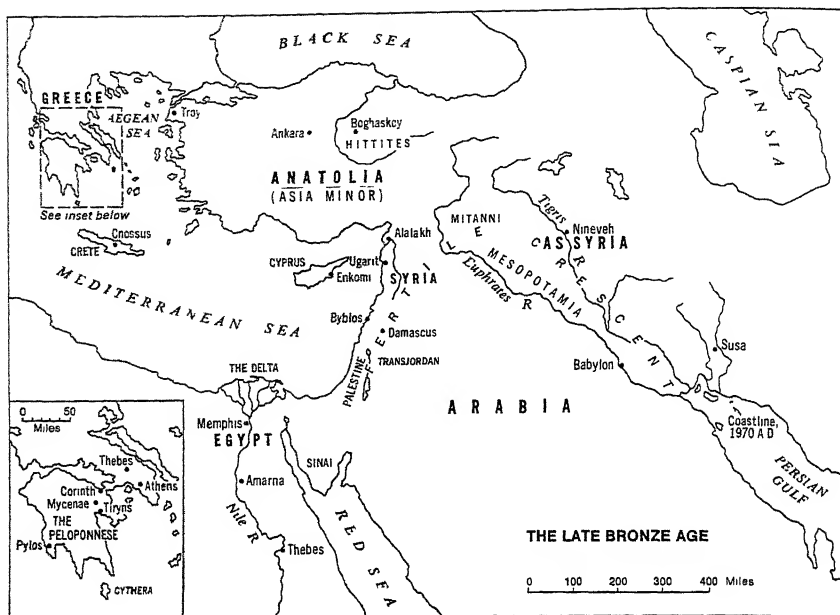 BLACK SEA
CASPIAN SEA
GREECE
AEGEAN SEA
Troy
Ankara
Boghaskoy
HITTITES
ANATOLIA
(ASIA MINOR)
See inset below
Cnossus
CRETE
MITANNI
Tigris R
Nineveh
ASSYRIA
Alalakh
CYPRUS
Ugarit
Enkomi
SYRIA
MESOPOTAMIA
Euphrates R
FERTILE CRESCENT
MEDITERRANEAN SEA
Byblos
Damascus
PALESTINE
TRANSJORDAN
Susa
Babylon
THE DELTA
ARABIA
Coastline,
1970 A D
Memphis
EGYPT
SINAI
PERSIAN
GULF
Amarna
Nile R
Thebes
RED SEA
0 50
Miles
Thebes
Athens
Corinth
Mycenae
Tiryns
THE
PELOPONNESE
Pylos
CYTHERA
THE LATE BRONZE AGE
0 100 200 300 400 Miles